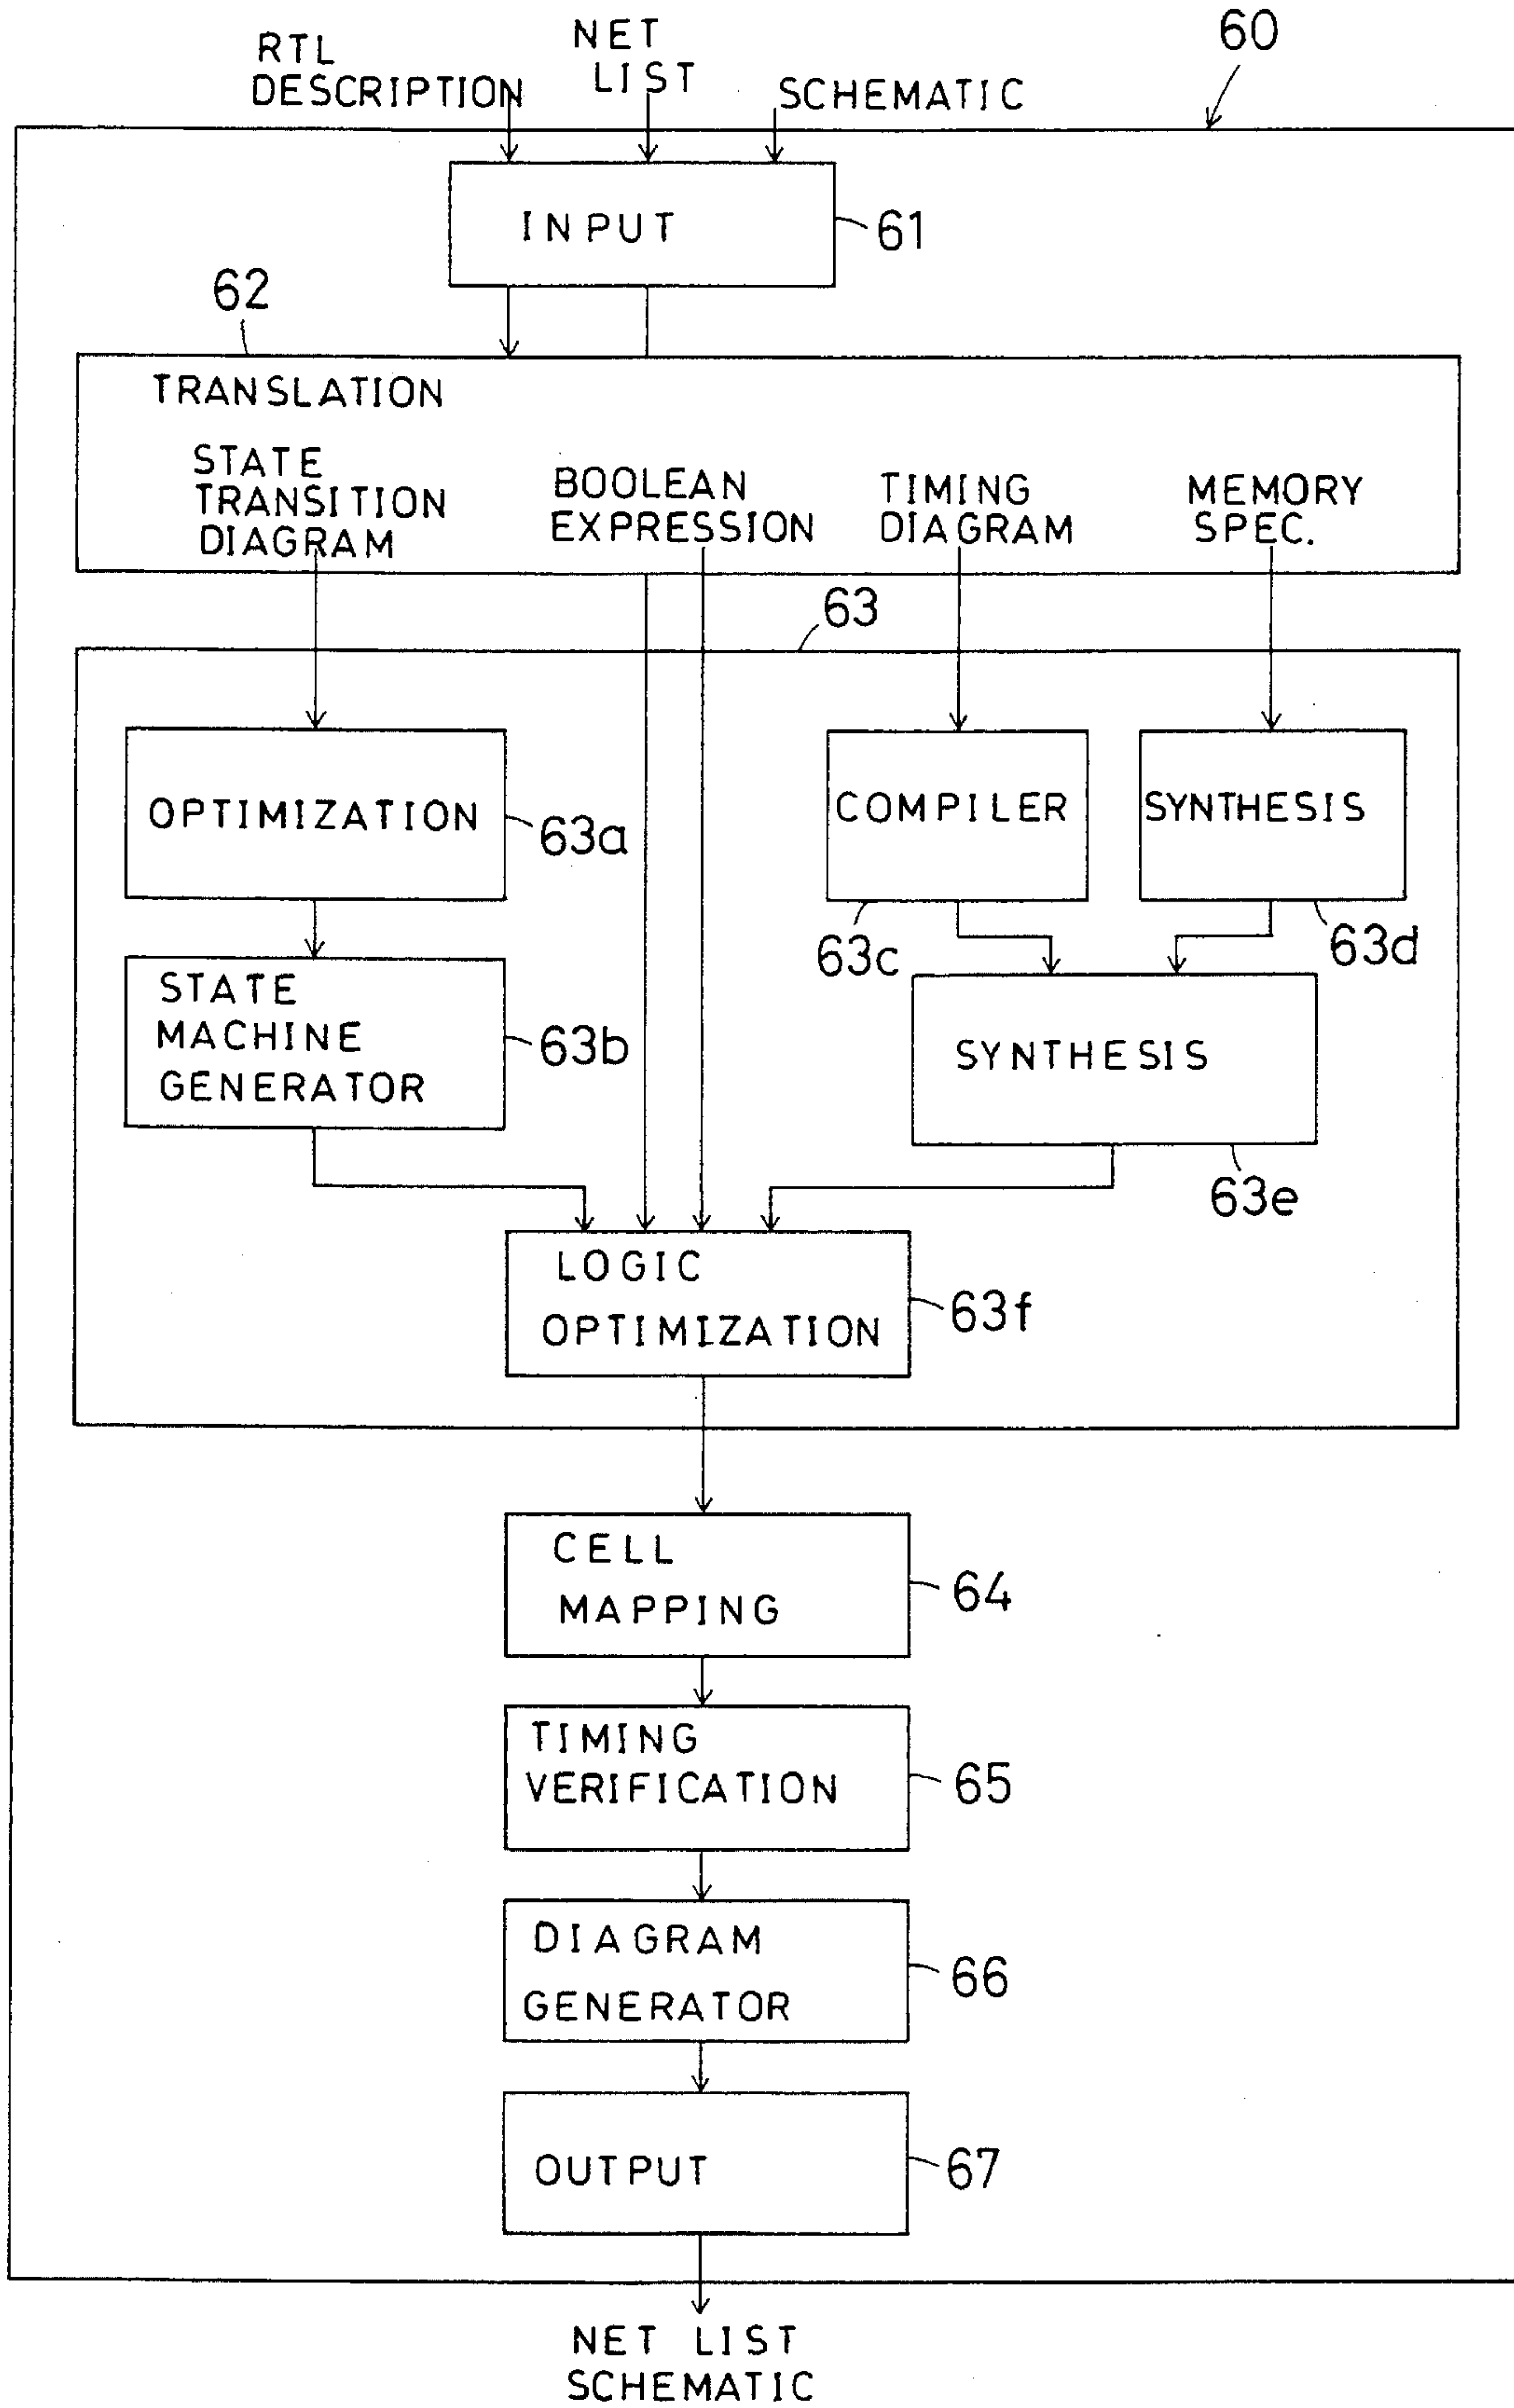 RTL
DESCRIPTION
NET
LIST
SCHEMATIC
60
INPUT
61
62
TRANSLATION
STATE
TRANSITION
DIAGRAM
BOOLEAN
EXPRESSION
TIMING
DIAGRAM
MEMORY
SPEC.
63
OPTIMIZATION
63a
COMPILER
63c
SYNTHESIS
63d
STATE
MACHINE
GENERATOR
63b
SYNTHESIS
63e
LOGIC
OPTIMIZATION
63f
CELL
MAPPING
64
TIMING
VERIFICATION
65
DIAGRAM
GENERATOR
66
OUTPUT
67
NET LIST
SCHEMATIC